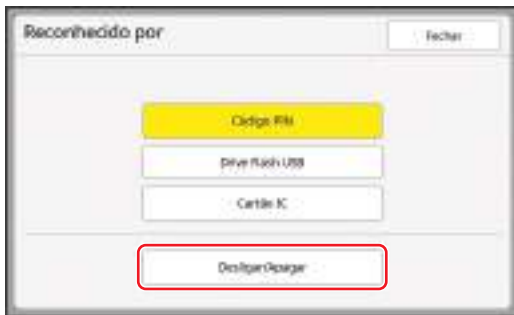 Reconhecido por
Fechar
Código PIN
Drive Flash USB
Cartão IC
Desligar/Apagar